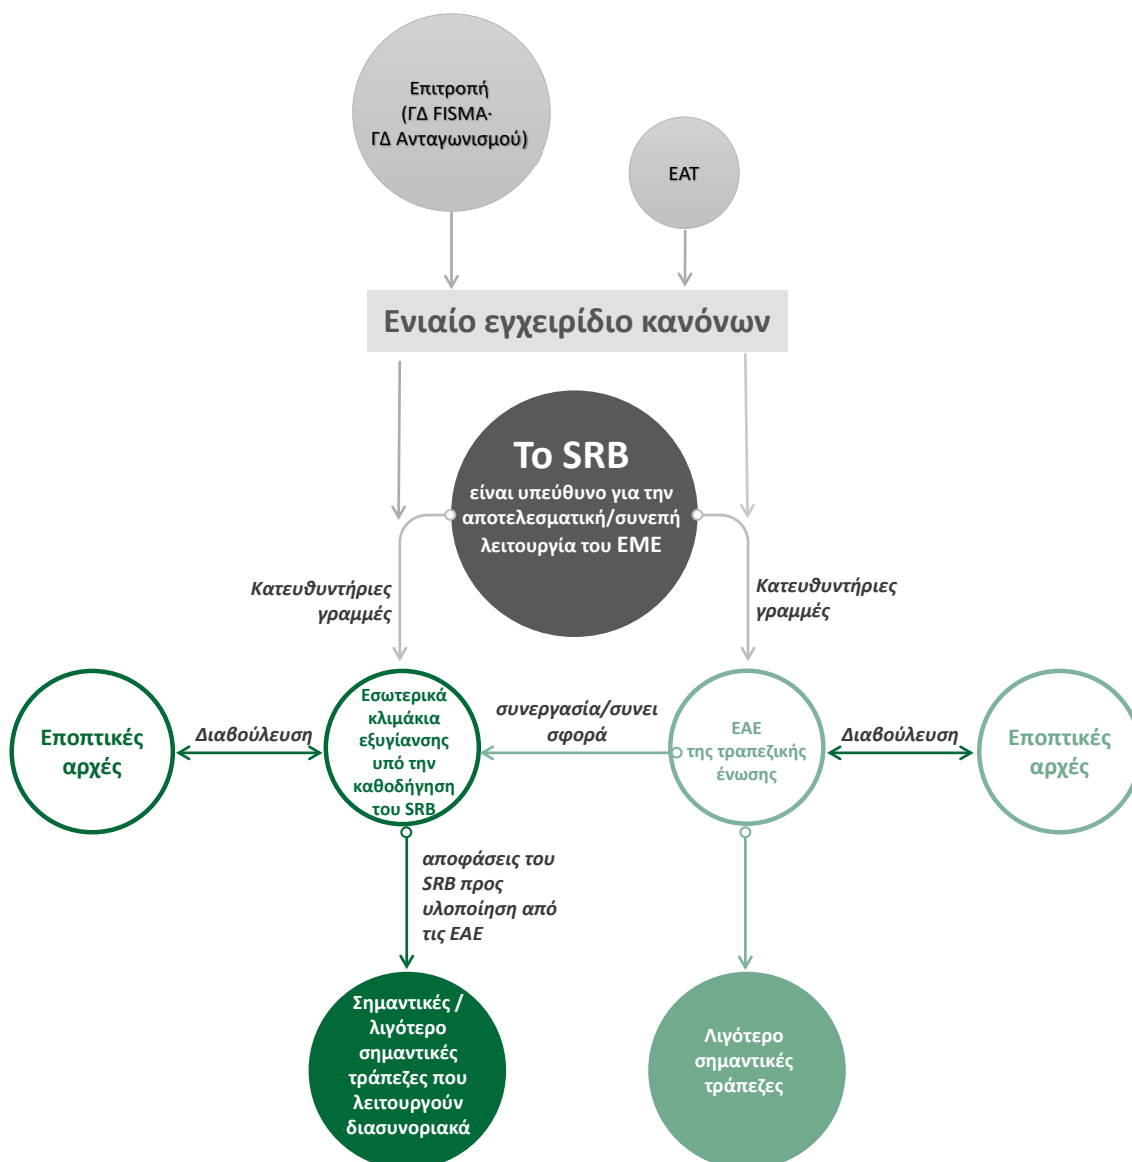 Επιτροπή
(ΓΔ FISMA·
ΓΔ Ανταγωνισμού)
ΕΑΤ
Ενιαίο εγχειρίδιο κανόνων
Το SRB
είναι υπεύθυνο για την
αποτελεσματική/συνεπή
λειτουργία του ΕΜΕ
Κατευθυντήριες
γραμμές
Κατευθυντήριες
γραμμές
Εποπτικές
αρχές
Διαβούλευση
Εσωτερικά
κλιμάκια
εξυγίανσης
υπό την
καθοδήγηση
του SRB
συνεργασία/συνει
σφορά
ΕΑΕ
της τραπεζικής
ένωσης
Διαβούλευση
Εποπτικές
αρχές
αποφάσεις του
SRB προς
υλοποίηση από
τις ΕΑΕ
Σημαντικές /
λιγότερο
σημαντικές
τράπεζες που
λειτουργούν
διασυνοριακά
Λιγότερο
σημαντικές
τράπεζες